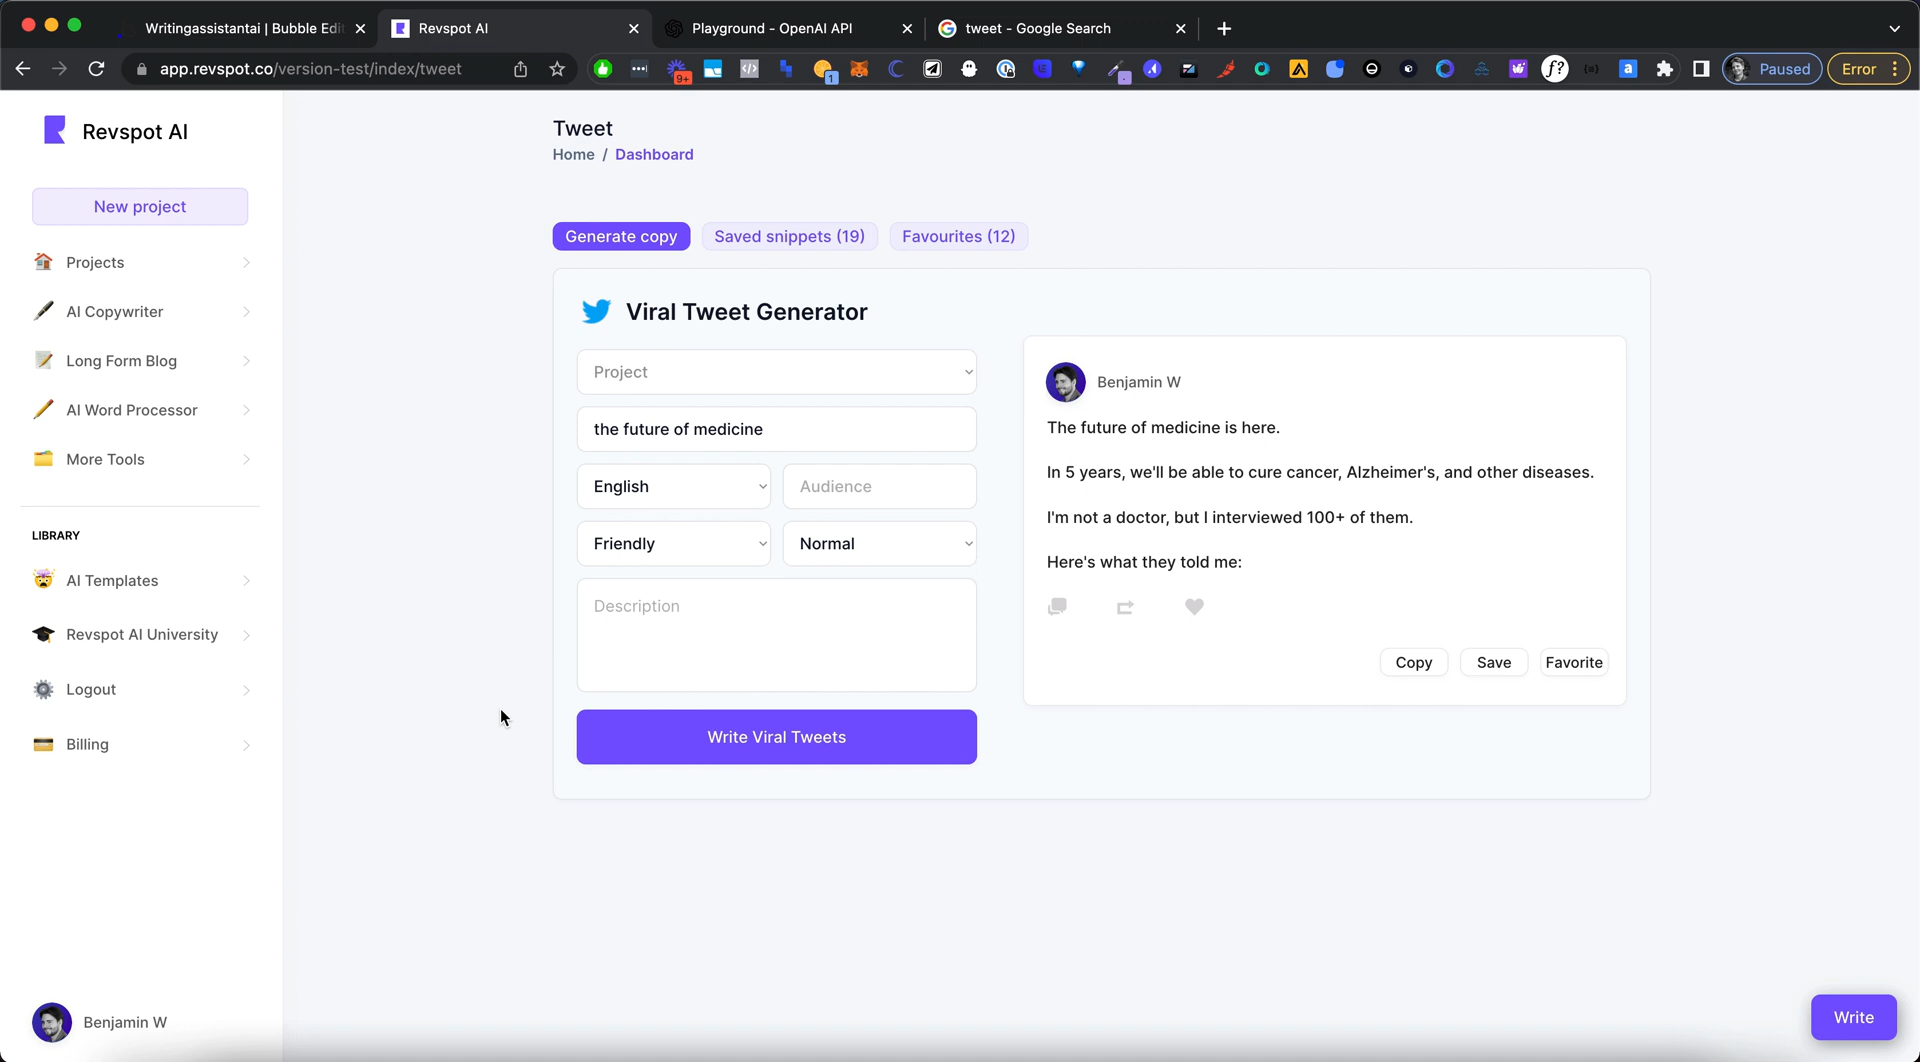 Writingassistantai | Bubble Edit
Revspot AI
Playground - OpenAI API
tweet - Google Search
app.revspot.co/version-test/index/tweet
9+
1
f?
a
Paused
Error
Revspot AI
New project
Projects
AI Copywriter
Long Form Blog
AI Word Processor
More Tools
LIBRARY
AI Templates
Revspot AI University
Logout
Billing
Benjamin W
Tweet
Home / Dashboard
Generate copy
Saved snippets (19)
Favourites (12)
Viral Tweet Generator
Project
the future of medicine
English
Audience
Friendly
Normal
Description
Write Viral Tweets
Benjamin W
The future of medicine is here.
In 5 years, we'll be able to cure cancer, Alzheimer's, and other diseases.
I'm not a doctor, but I interviewed 100+ of them.
Here's what they told me:
Copy
Save
Favorite
Write